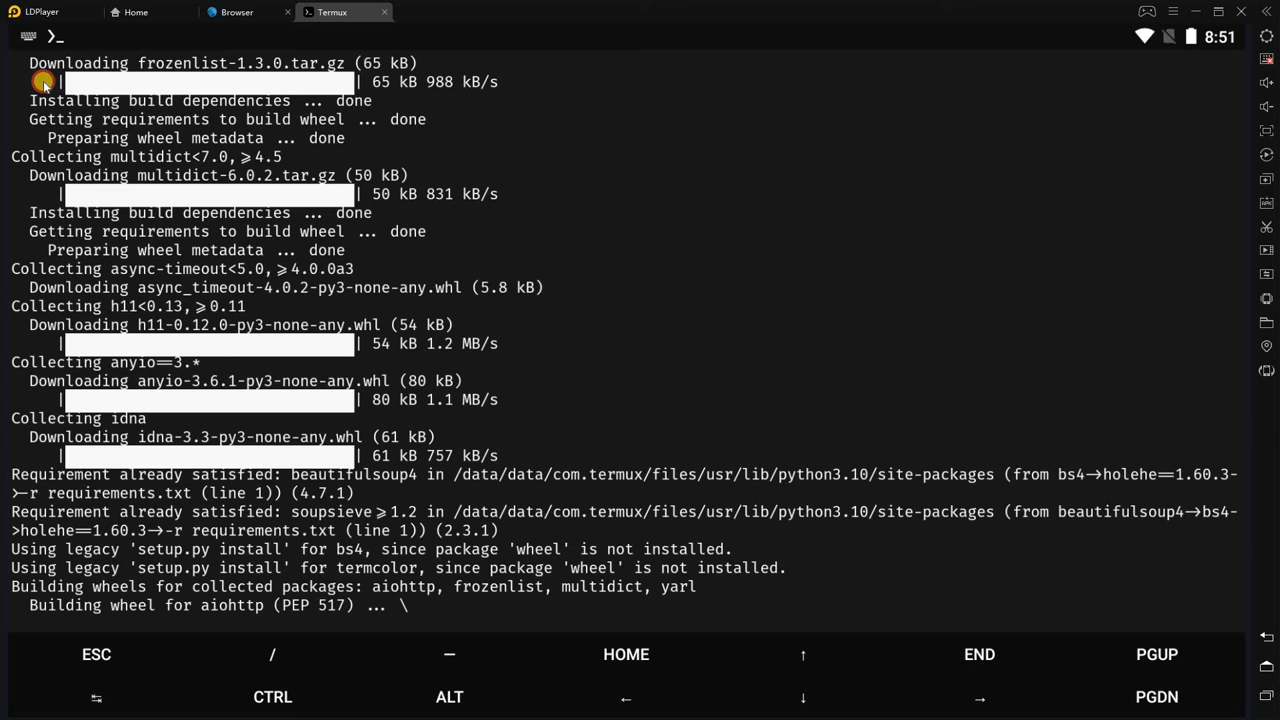 LDPlayer
Home
Browser
Termux
8:51
Downloading frozenlist-1.3.0.tar.gz (65 kB)
| | 65 kB 988 kB/s
Installing build dependencies ... done
Getting requirements to build wheel ... done
Preparing wheel metadata ... done
Collecting multidict<7.0,>=4.5
Downloading multidict-6.0.2.tar.gz (50 kB)
| | 50 kB 831 kB/s
Installing build dependencies ... done
Getting requirements to build wheel ... done
Preparing wheel metadata ... done
Collecting async-timeout<5.0,>=4.0.0a3
Downloading async_timeout-4.0.2-py3-none-any.whl (5.8 kB)
Collecting h11<0.13,>=0.11
Downloading h11-0.12.0-py3-none-any.whl (54 kB)
| | 54 kB 1.2 MB/s
Collecting anyio==3.*
Downloading anyio-3.6.1-py3-none-any.whl (80 kB)
| | 80 kB 1.1 MB/s
Collecting idna
Downloading idna-3.3-py3-none-any.whl (61 kB)
| | 61 kB 757 kB/s
Requirement already satisfied: beautifulsoup4 in /data/data/com.termux/files/usr/lib/python3.10/site-packages (from bs4->holehe==1.60.3-
>-r requirements.txt (line 1)) (4.7.1)
Requirement already satisfied: soupsieve>=1.2 in /data/data/com.termux/files/usr/lib/python3.10/site-packages (from beautifulsoup4->bs4-
>holehe==1.60.3->-r requirements.txt (line 1)) (2.3.1)
Using legacy 'setup.py install' for bs4, since package 'wheel' is not installed.
Using legacy 'setup.py install' for termcolor, since package 'wheel' is not installed.
Building wheels for collected packages: aiohttp, frozenlist, multidict, yarl
Building wheel for aiohttp (PEP 517) ... \
ESC / — HOME ↑ END PGUP
↹ CTRL ALT ← ↓ → PGDN